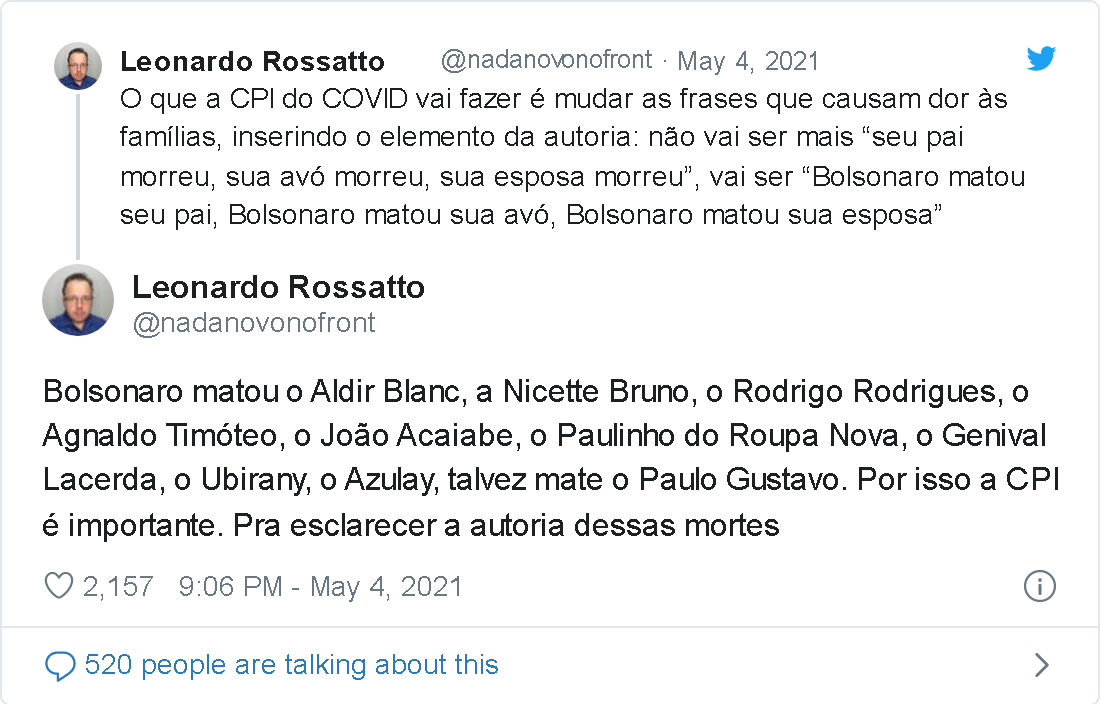 Leonardo Rossatto @nadanovonofront · May 4, 2021
O que a CPI do COVID vai fazer é mudar as frases que causam dor às
famílias, inserindo o elemento da autoria: não vai ser mais “seu pai
morreu, sua avó morreu, sua esposa morreu”, vai ser “Bolsonaro matou
seu pai, Bolsonaro matou sua avó, Bolsonaro matou sua esposa”
Leonardo Rossatto
@nadanovonofront
Bolsonaro matou o Aldir Blanc, a Nicette Bruno, o Rodrigo Rodrigues, o
Agnaldo Timóteo, o João Acaiabe, o Paulinho do Roupa Nova, o Genival
Lacerda, o Ubirany, o Azulay, talvez mate o Paulo Gustavo. Por isso a CPI
é importante. Pra esclarecer a autoria dessas mortes
2,157 9:06 PM - May 4, 2021
520 people are talking about this